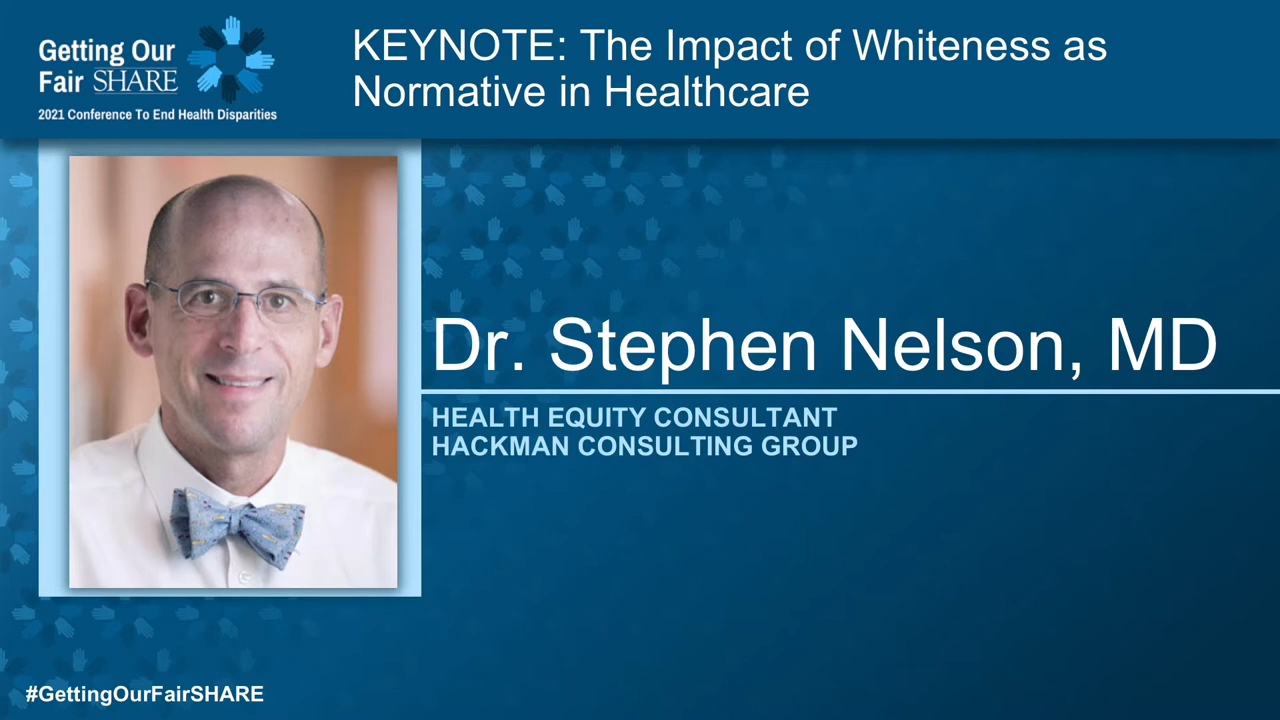 Getting Our
Fair SHARE
2021 Conference To End Health Disparities
KEYNOTE: The Impact of Whiteness as
Normative in Healthcare
Dr. Stephen Nelson, MD
HEALTH EQUITY CONSULTANT
HACKMAN CONSULTING GROUP
#GettingOurFairSHARE